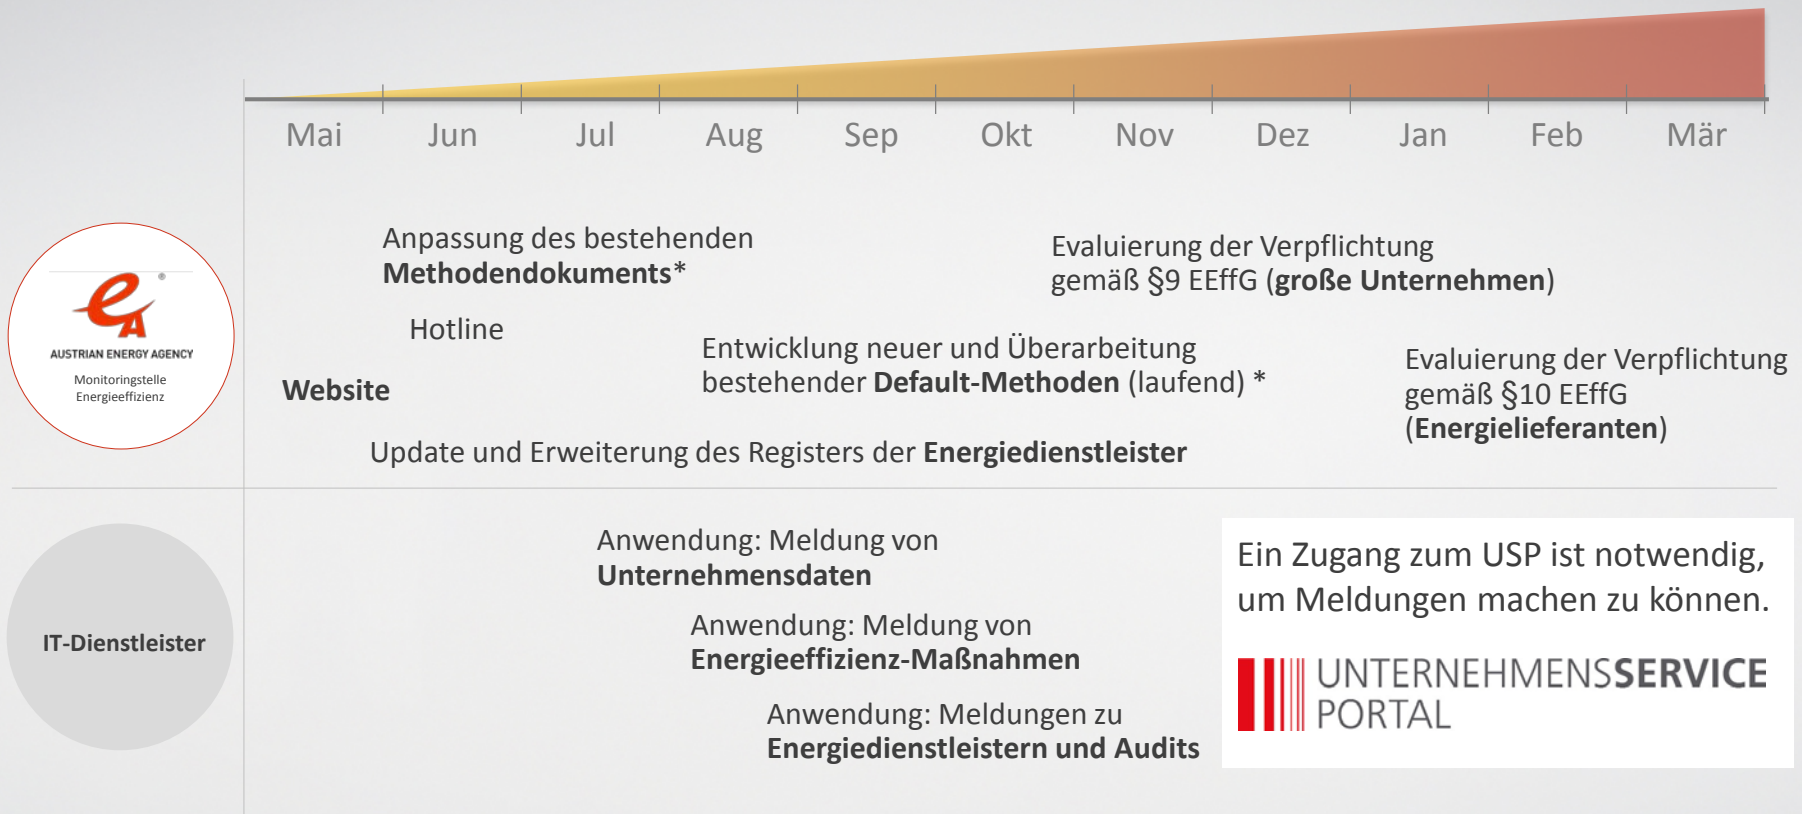 Mai Jun Jul Aug Sep Okt Nov Dez Jan Feb Mär
®
AUSTRIAN ENERGY AGENCY
Monitoringstelle
Energieeffizienz
Anpassung des bestehenden
Methodendokuments*
Hotline
Website
Entwicklung neuer und Überarbeitung
bestehender Default-Methoden (laufend) *
Update und Erweiterung des Registers der Energiedienstleister
Evaluierung der Verpflichtung
gemäß §9 EEffG (große Unternehmen)
Evaluierung der Verpflichtung
gemäß §10 EEffG
(Energielieferanten)
IT-Dienstleister
Anwendung: Meldung von
Unternehmensdaten
Anwendung: Meldung von
Energieeffizienz-Maßnahmen
Anwendung: Meldungen zu
Energiedienstleistern und Audits
Ein Zugang zum USP ist notwendig,
um Meldungen machen zu können.
UNTERNEHMENSSERVICE
PORTAL